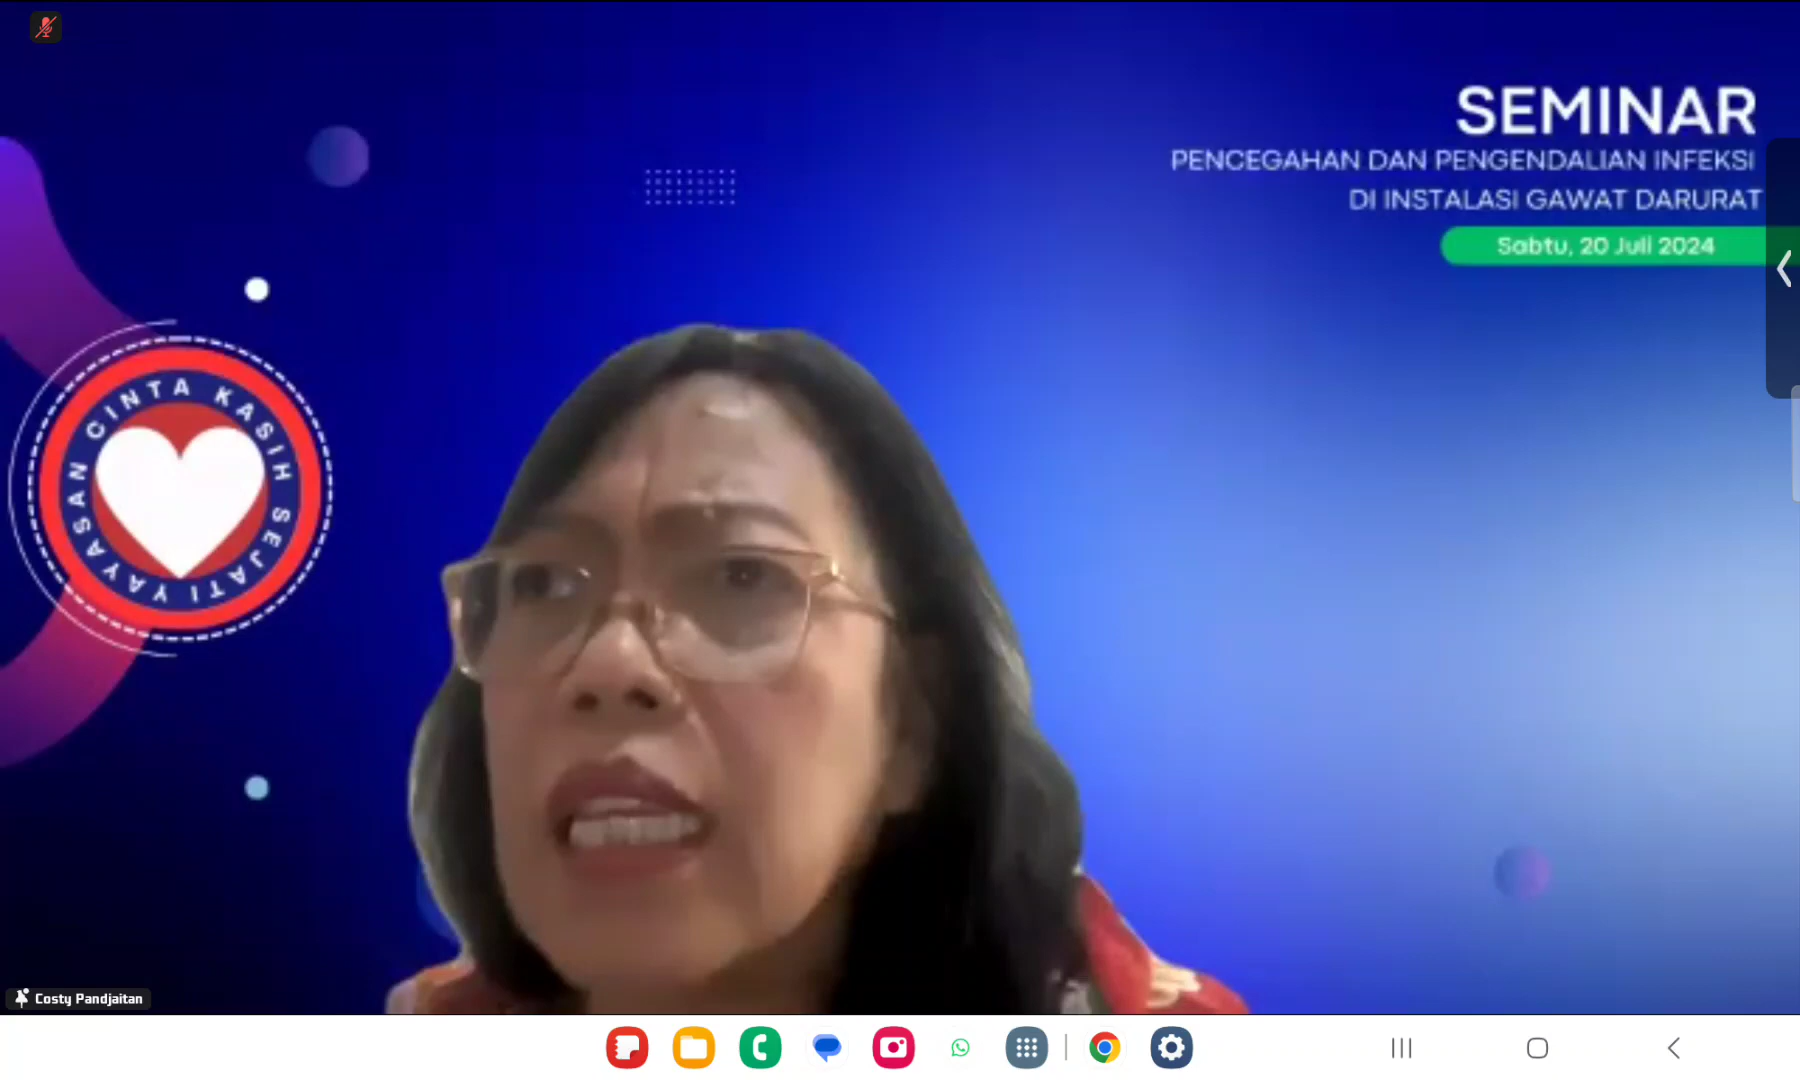 SEMINAR
PENCEGAHAN DAN PENGENDALIAN INFEKSI
DI INSTALASI GAWAT DARURAT
Sabtu, 20 Juli 2024
YAYASAN CINTA KASIH SEJATI
Costy Pandjaitan